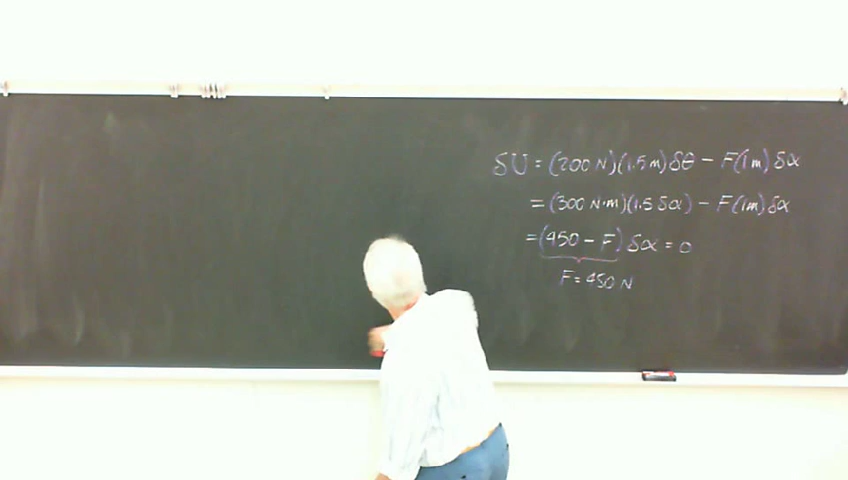 δU = (200 N)(1.5 m) δθ - F(1m) δα
= (300 N·m)(1.5 δα) - F(1m) δα
= (450 - F) δα = 0
F = 450 N